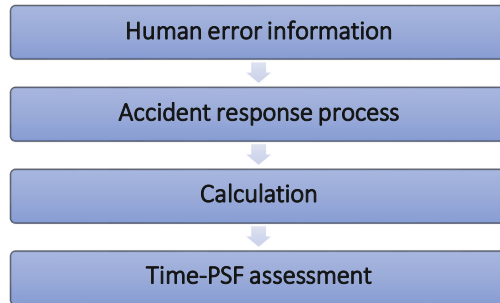 Human error information
Accident response process
Calculation
Time-PSF assessment